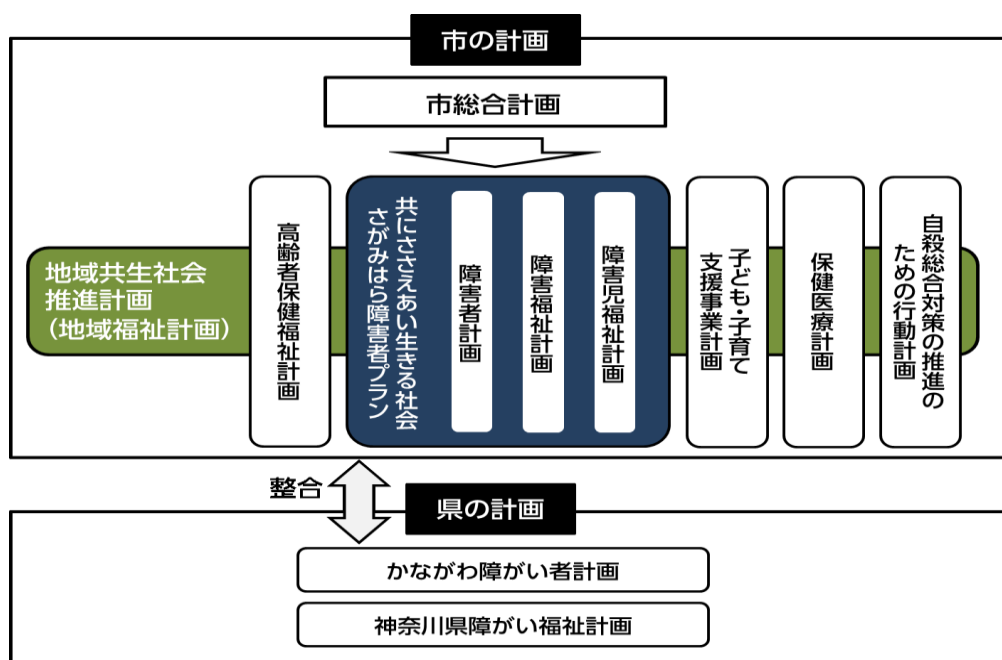 市の計画
市総合計画
地域共生社会
推進計画
（地域福祉計画）
高齢者保健福祉計画
共にささえあい生きる社会
さがみはら障害者プラン
障害者計画
障害福祉計画
障害児福祉計画
子ども・子育て
支援事業計画
保健医療計画
自殺総合対策の推進の
ための行動計画
整合
県の計画
かながわ障がい者計画
神奈川県障がい福祉計画